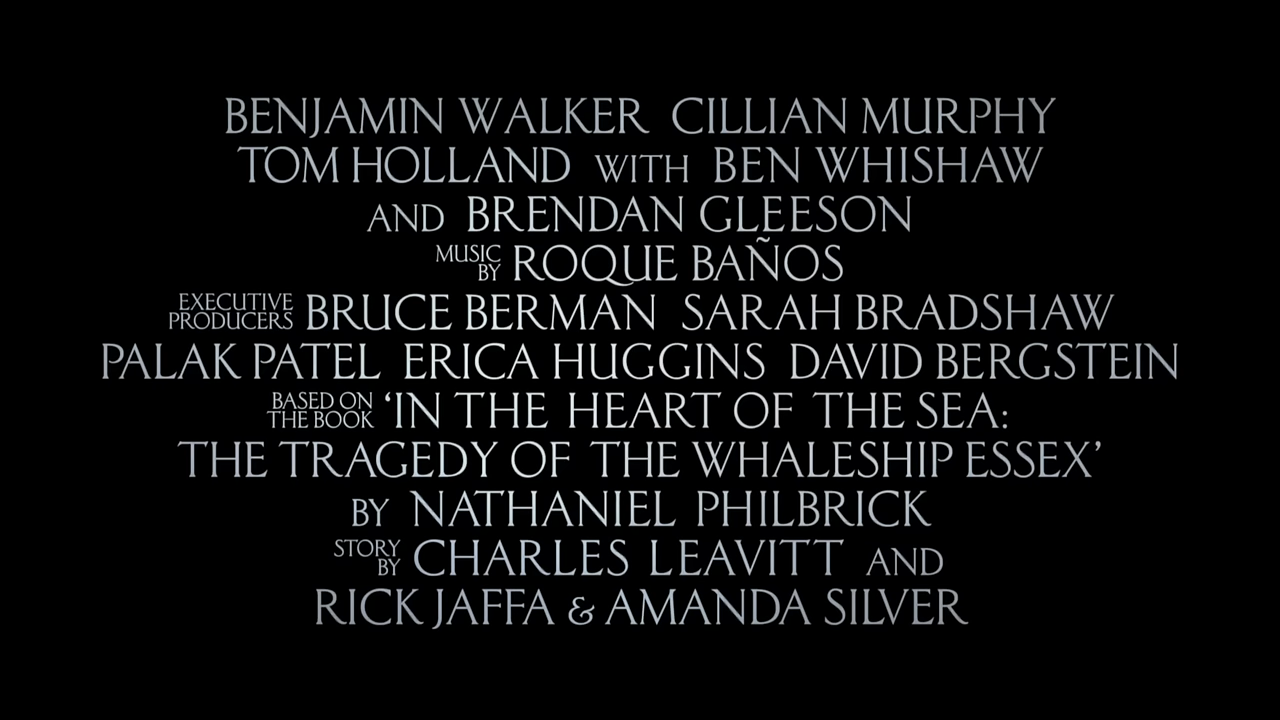 BENJAMIN WALKER CILLIAN MURPHY
TOM HOLLAND WITH BEN WHISHAW
AND BRENDAN GLEESON
MUSIC BY ROQUE BAÑOS
EXECUTIVE PRODUCERS BRUCE BERMAN SARAH BRADSHAW
PALAK PATEL ERICA HUGGINS DAVID BERGSTEIN
BASED ON THE BOOK ‘IN THE HEART OF THE SEA:
THE TRAGEDY OF THE WHALESHIP ESSEX’
BY NATHANIEL PHILBRICK
STORY BY CHARLES LEAVITT AND
RICK JAFFA & AMANDA SILVER